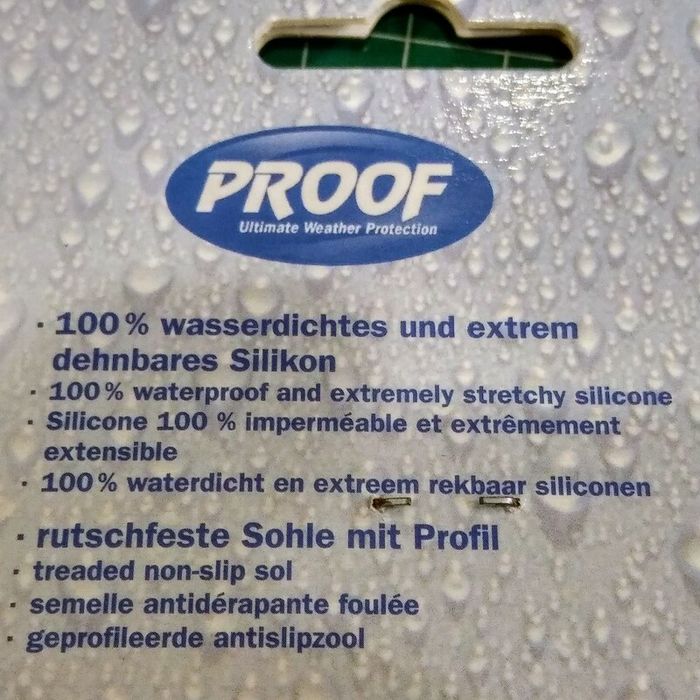 PROOF
Ultimate Weather Protection
· 100 % wasserdichtes und extrem
dehnbares Silikon
· 100 % waterproof and extremely stretchy silicone
· Silicone 100 % imperméable et extrêmement
extensible
· 100 % waterdicht en extreem rekbaar siliconen
· rutschfeste Sohle mit Profil
· treaded non-slip sol
· semelle antidérapante foulée
· geprofileerde antislipzool